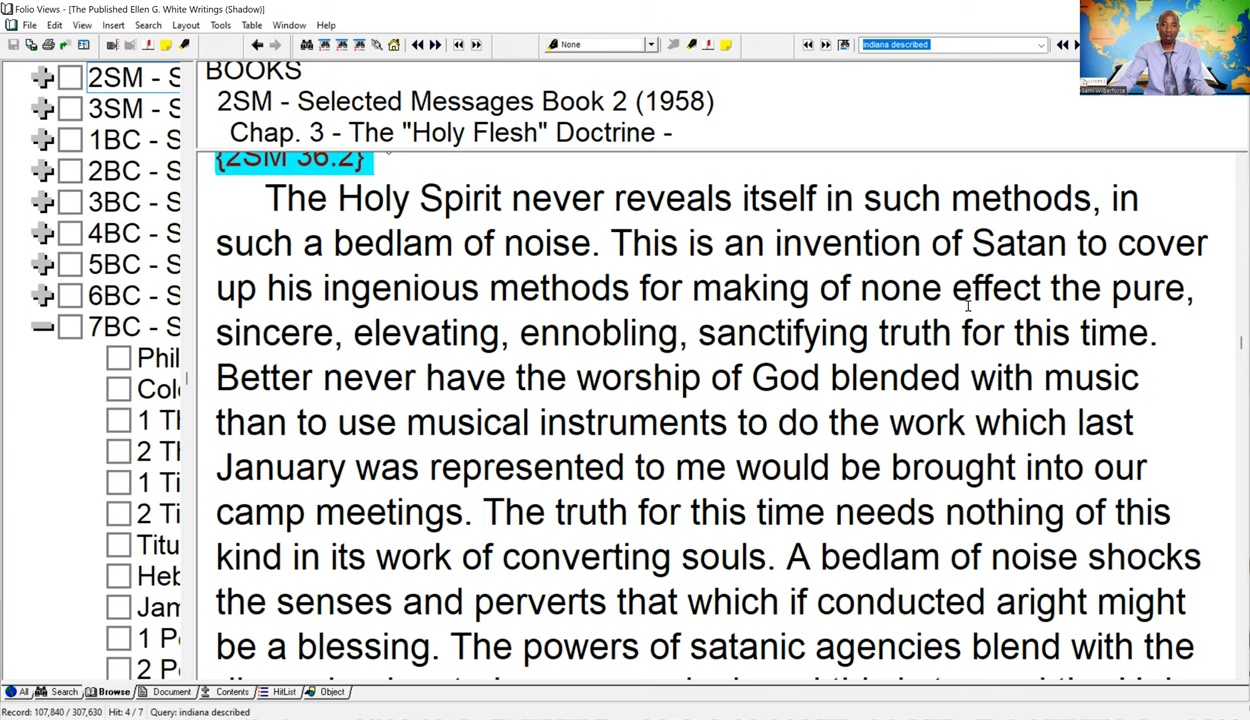 Folio Views - [The Published Ellen G. White Writings (Shadow)]
File Edit View Insert Search Layout Tools Table Window Help
None
indiana described
2SM - S
3SM - S
1BC - S
2BC - S
3BC - S
4BC - S
5BC - S
6BC - S
7BC - S
Phil
Col
1 Th
2 Th
1 Ti
2 Ti
Titu
Heb
Jam
1 Pe
2 Pe
BOOKS
2SM - Selected Messages Book 2 (1958)
Chap. 3 - The "Holy Flesh" Doctrine -
{2SM 36.2}
The Holy Spirit never reveals itself in such methods, in
such a bedlam of noise. This is an invention of Satan to cover
up his ingenious methods for making of none effect the pure,
sincere, elevating, ennobling, sanctifying truth for this time.
Better never have the worship of God blended with music
than to use musical instruments to do the work which last
January was represented to me would be brought into our
camp meetings. The truth for this time needs nothing of this
kind in its work of converting souls. A bedlam of noise shocks
the senses and perverts that which if conducted aright might
be a blessing. The powers of satanic agencies blend with the
All Search Browse Document Contents HitList Object
Record: 107,840 / 307,630 Hit: 4 / 7 Query: indiana described